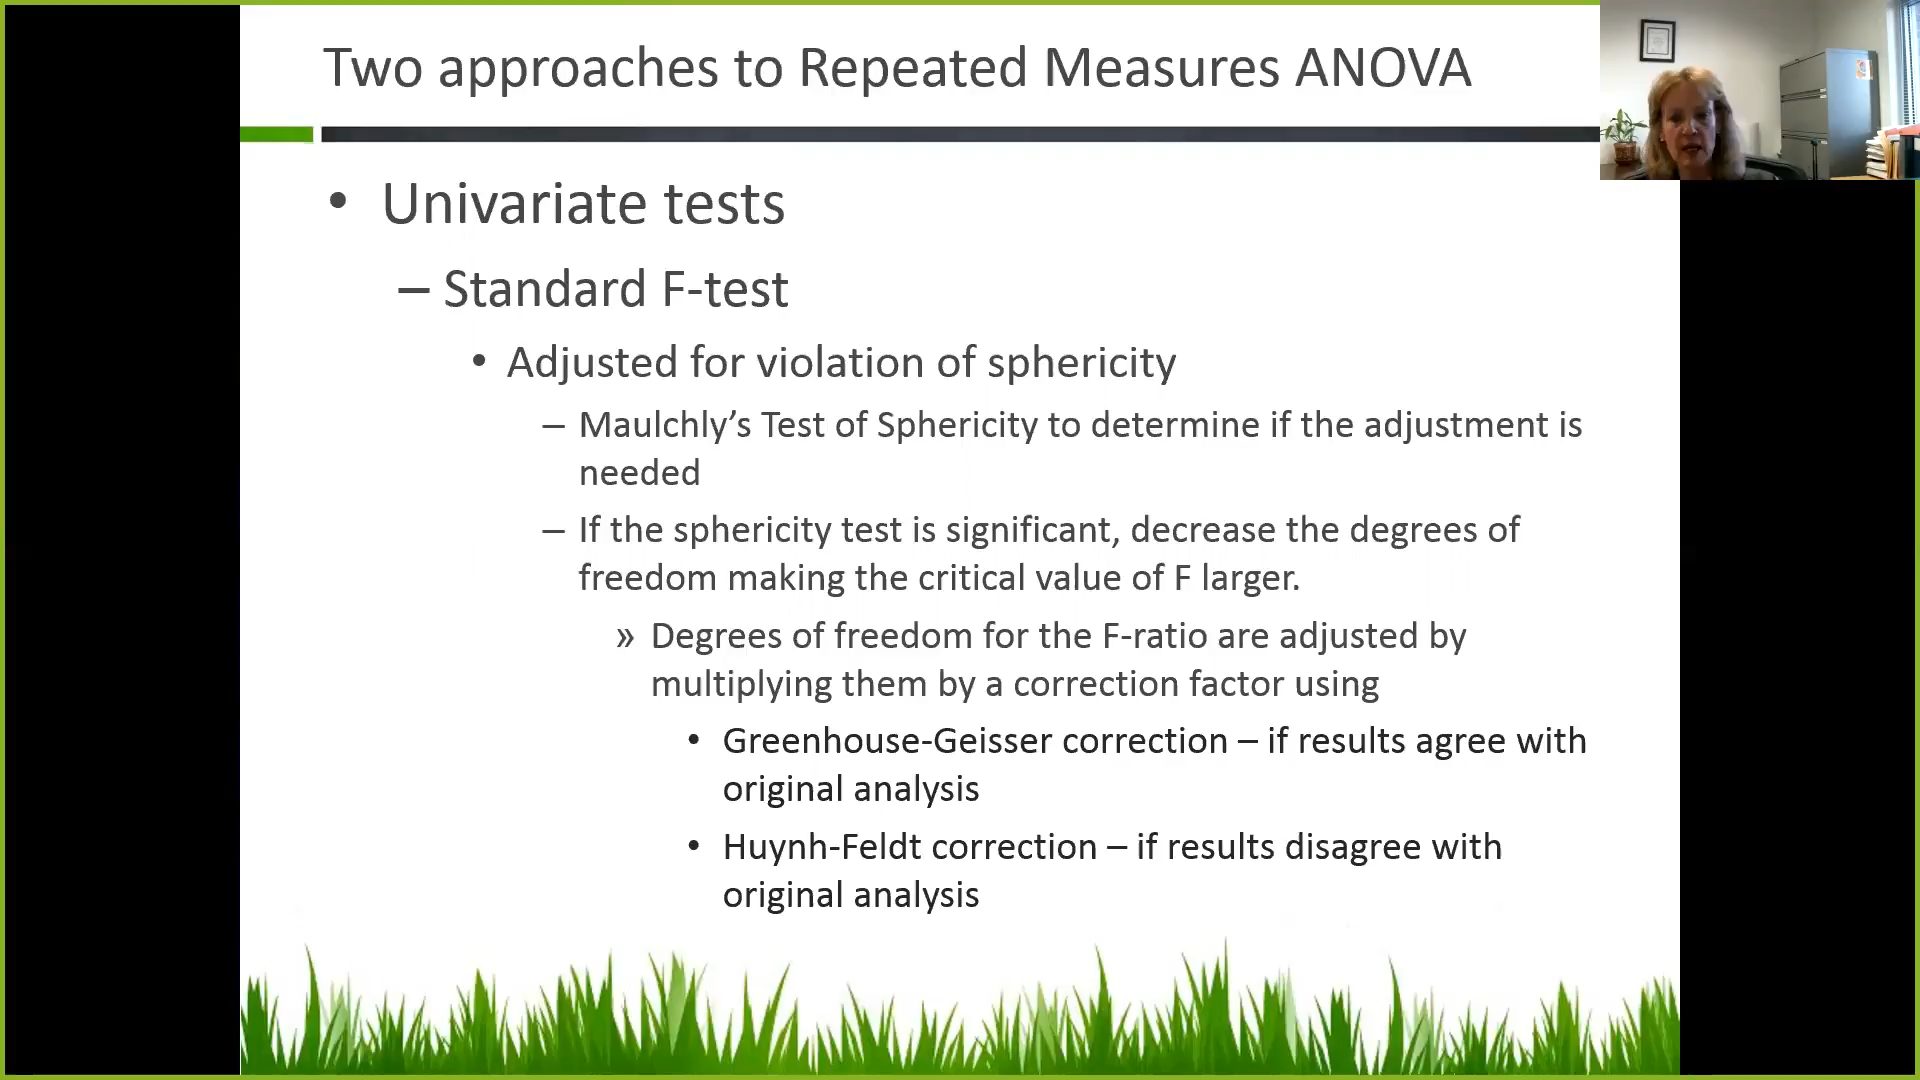 Two approaches to Repeated Measures ANOVA
• Univariate tests
– Standard F-test
• Adjusted for violation of sphericity
– Maulchly’s Test of Sphericity to determine if the adjustment is
needed
– If the sphericity test is significant, decrease the degrees of
freedom making the critical value of F larger.
» Degrees of freedom for the F-ratio are adjusted by
multiplying them by a correction factor using
• Greenhouse-Geisser correction – if results agree with
original analysis
• Huynh-Feldt correction – if results disagree with
original analysis